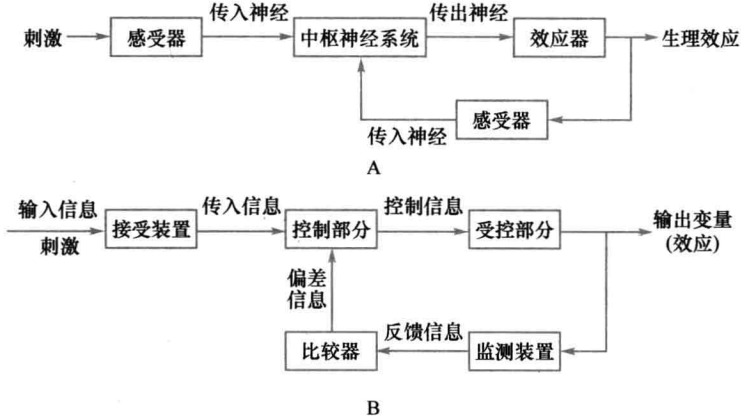 传入神经
传出神经
刺激
感受器
中枢神经系统
效应器
生理效应
传入神经
感受器
A
输入信息
刺激
接受装置
传入信息
控制部分
控制信息
受控部分
输出变量
(效应)
偏差
信息
比较器
反馈信息
监测装置
B